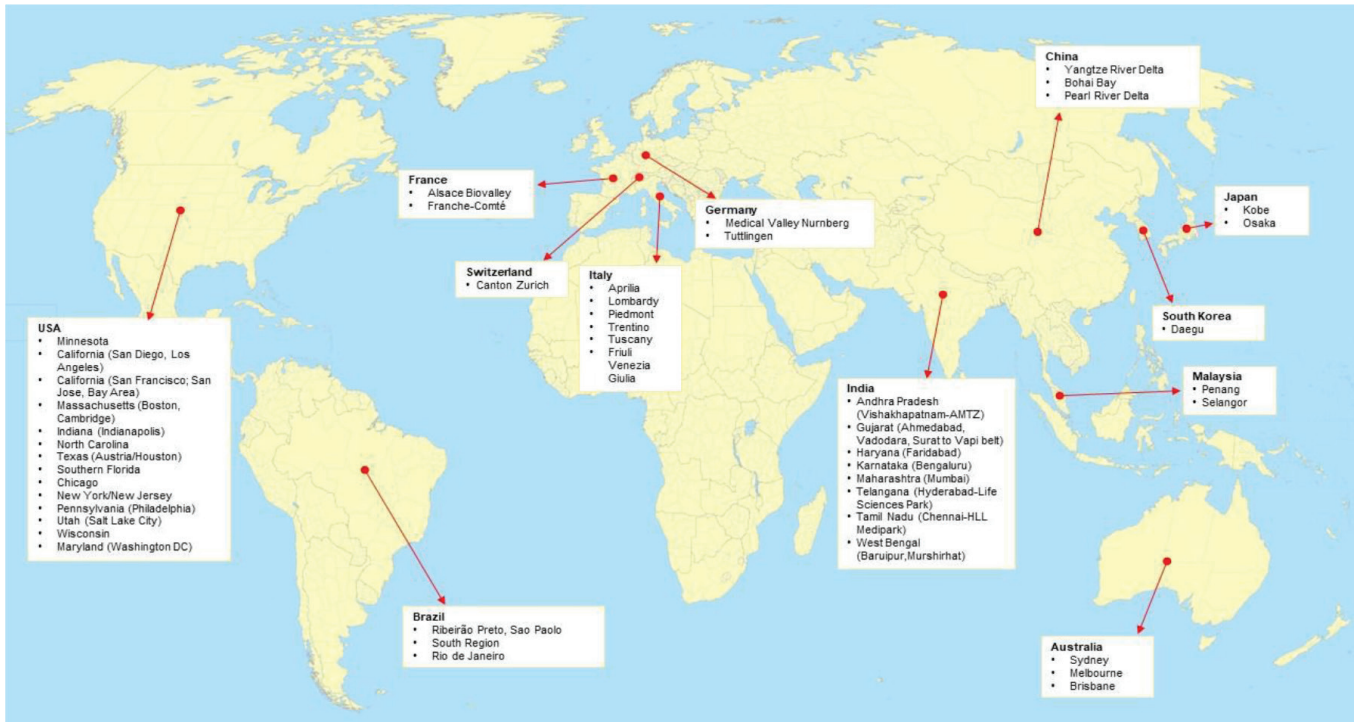 China
• Yangtze River Delta
• Bohai Bay
• Pearl River Delta
France
• Alsace Biovalley
• Franche-Comté
Germany
• Medical Valley Nurnberg
• Tuttlingen
Japan
• Kobe
• Osaka
Switzerland
• Canton Zurich
Italy
• Aprilia
• Lombardy
• Piedmont
• Trentino
• Tuscany
• Friuli
Venezia
Giulia
South Korea
• Daegu
USA
• Minnesota
• California (San Diego, Los
Angeles)
• California (San Francisco; San
Jose, Bay Area)
• Massachusetts (Boston,
Cambridge)
• Indiana (Indianapolis)
• North Carolina
• Texas (Austria/Houston)
• Southern Florida
• Chicago
• New York/New Jersey
• Pennsylvania (Philadelphia)
• Utah (Salt Lake City)
• Wisconsin
• Maryland (Washington DC)
Malaysia
• Penang
• Selangor
India
• Andhra Pradesh
(Vishakhapatnam-AMTZ)
• Gujarat (Ahmedabad,
Vadodara, Surat to Vapi belt)
• Haryana (Faridabad)
• Karnataka (Bengaluru)
• Maharashtra (Mumbai)
• Telangana (Hyderabad-Life
Sciences Park)
• Tamil Nadu (Chennai-HLL
Medipark)
• West Bengal
(Baruipur,Murshirhat)
Brazil
• Ribeirão Preto, Sao Paolo
• South Region
• Rio de Janeiro
Australia
• Sydney
• Melbourne
• Brisbane